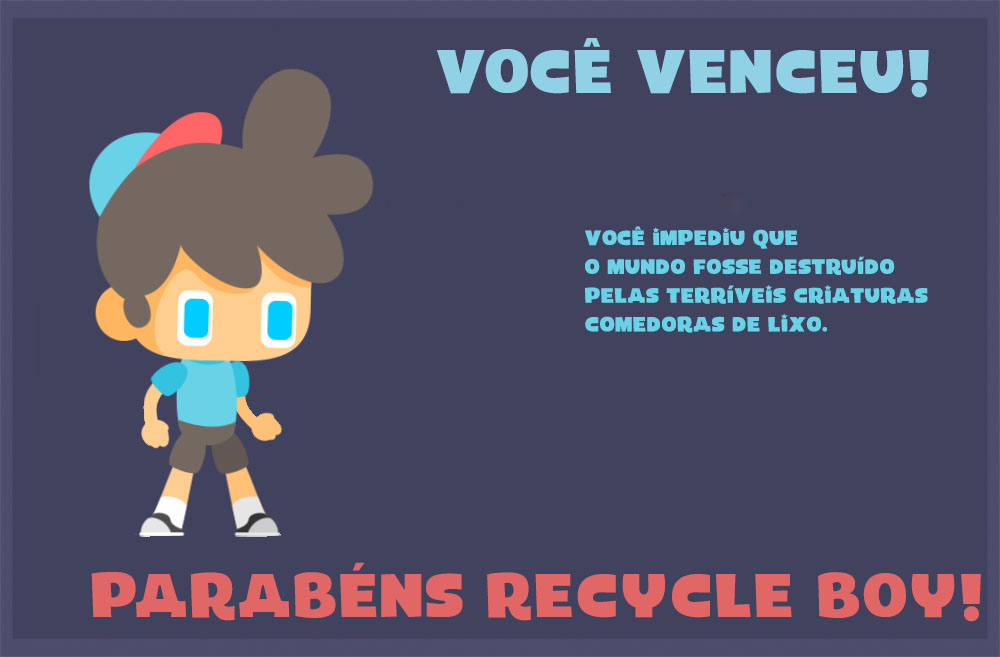 VOCÊ VENCEU!
VOCÊ IMPEDIU QUE
O MUNDO FOSSE DESTRUÍDO
PELAS TERRÍVEIS CRIATURAS
COMEDORAS DE LIXO.
PARABÉNS RECYCLE BOY!